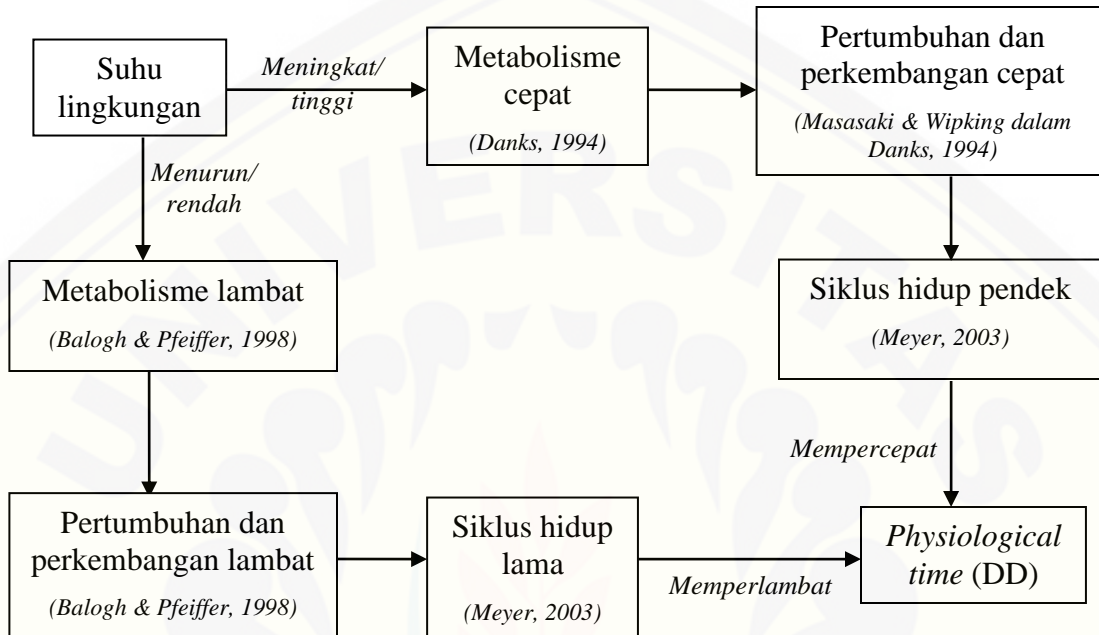 Suhu
lingkungan
Meningkat/
tinggi
Metabolisme
cepat
(Danks, 1994)
Pertumbuhan dan
perkembangan cepat
(Masasaki & Wipking dalam
Danks, 1994)
Menurun/
rendah
Metabolisme lambat
(Balogh & Pfeiffer, 1998)
Siklus hidup pendek
(Meyer, 2003)
Mempercepat
Pertumbuhan dan
perkembangan lambat
(Balogh & Pfeiffer, 1998)
Siklus hidup
lama
(Meyer, 2003)
Memperlambat
Physiological
time (DD)
UNIVERSITAS